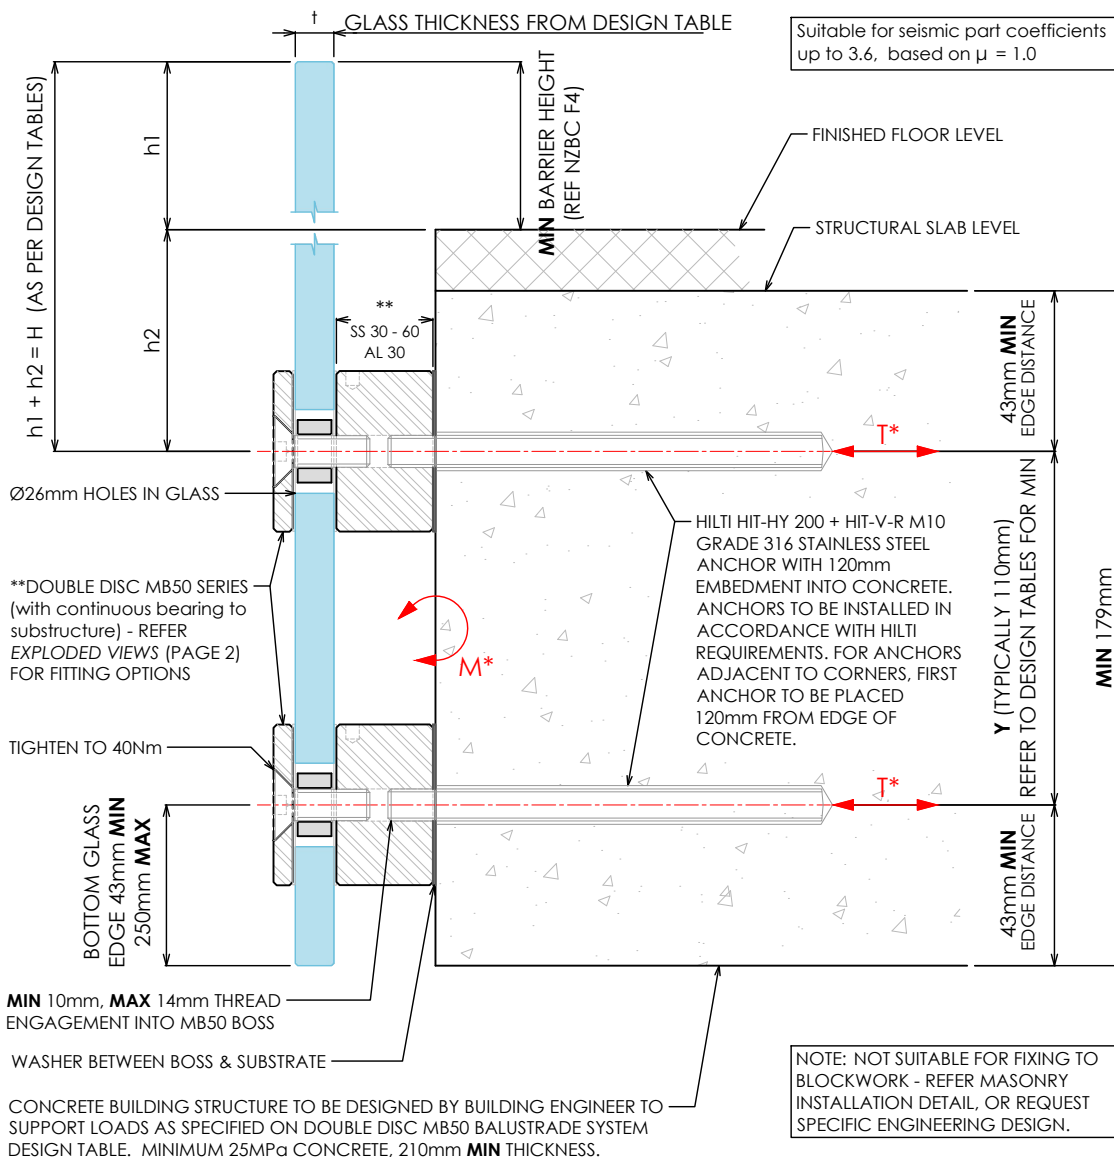 t
GLASS THICKNESS FROM DESIGN TABLE
Suitable for seismic part coefficients
up to 3.6, based on µ = 1.0
h1 + h2 = H (AS PER DESIGN TABLES)
h1
h2
MIN BARRIER HEIGHT
(REF NZBC F4)
FINISHED FLOOR LEVEL
STRUCTURAL SLAB LEVEL
**
SS 30 - 60
AL 30
43mm MIN
EDGE DISTANCE
T*
Ø26mm HOLES IN GLASS
HILTI HIT-HY 200 + HIT-V-R M10
GRADE 316 STAINLESS STEEL
ANCHOR WITH 120mm
EMBEDMENT INTO CONCRETE.
ANCHORS TO BE INSTALLED IN
ACCORDANCE WITH HILTI
REQUIREMENTS. FOR ANCHORS
ADJACENT TO CORNERS, FIRST
ANCHOR TO BE PLACED
120mm FROM EDGE OF
CONCRETE.
Y (TYPICALLY 110mm)
REFER TO DESIGN TABLES FOR MIN
MIN 179mm
**DOUBLE DISC MB50 SERIES
(with continuous bearing to
substructure) - REFER
EXPLODED VIEWS (PAGE 2)
FOR FITTING OPTIONS
M*
TIGHTEN TO 40Nm
T*
BOTTOM GLASS
EDGE 43mm MIN
250mm MAX
43mm MIN
EDGE DISTANCE
MIN 10mm, MAX 14mm THREAD
ENGAGEMENT INTO MB50 BOSS
WASHER BETWEEN BOSS & SUBSTRATE
CONCRETE BUILDING STRUCTURE TO BE DESIGNED BY BUILDING ENGINEER TO
SUPPORT LOADS AS SPECIFIED ON DOUBLE DISC MB50 BALUSTRADE SYSTEM
DESIGN TABLE. MINIMUM 25MPa CONCRETE, 210mm MIN THICKNESS.
NOTE: NOT SUITABLE FOR FIXING TO
BLOCKWORK - REFER MASONRY
INSTALLATION DETAIL, OR REQUEST
SPECIFIC ENGINEERING DESIGN.